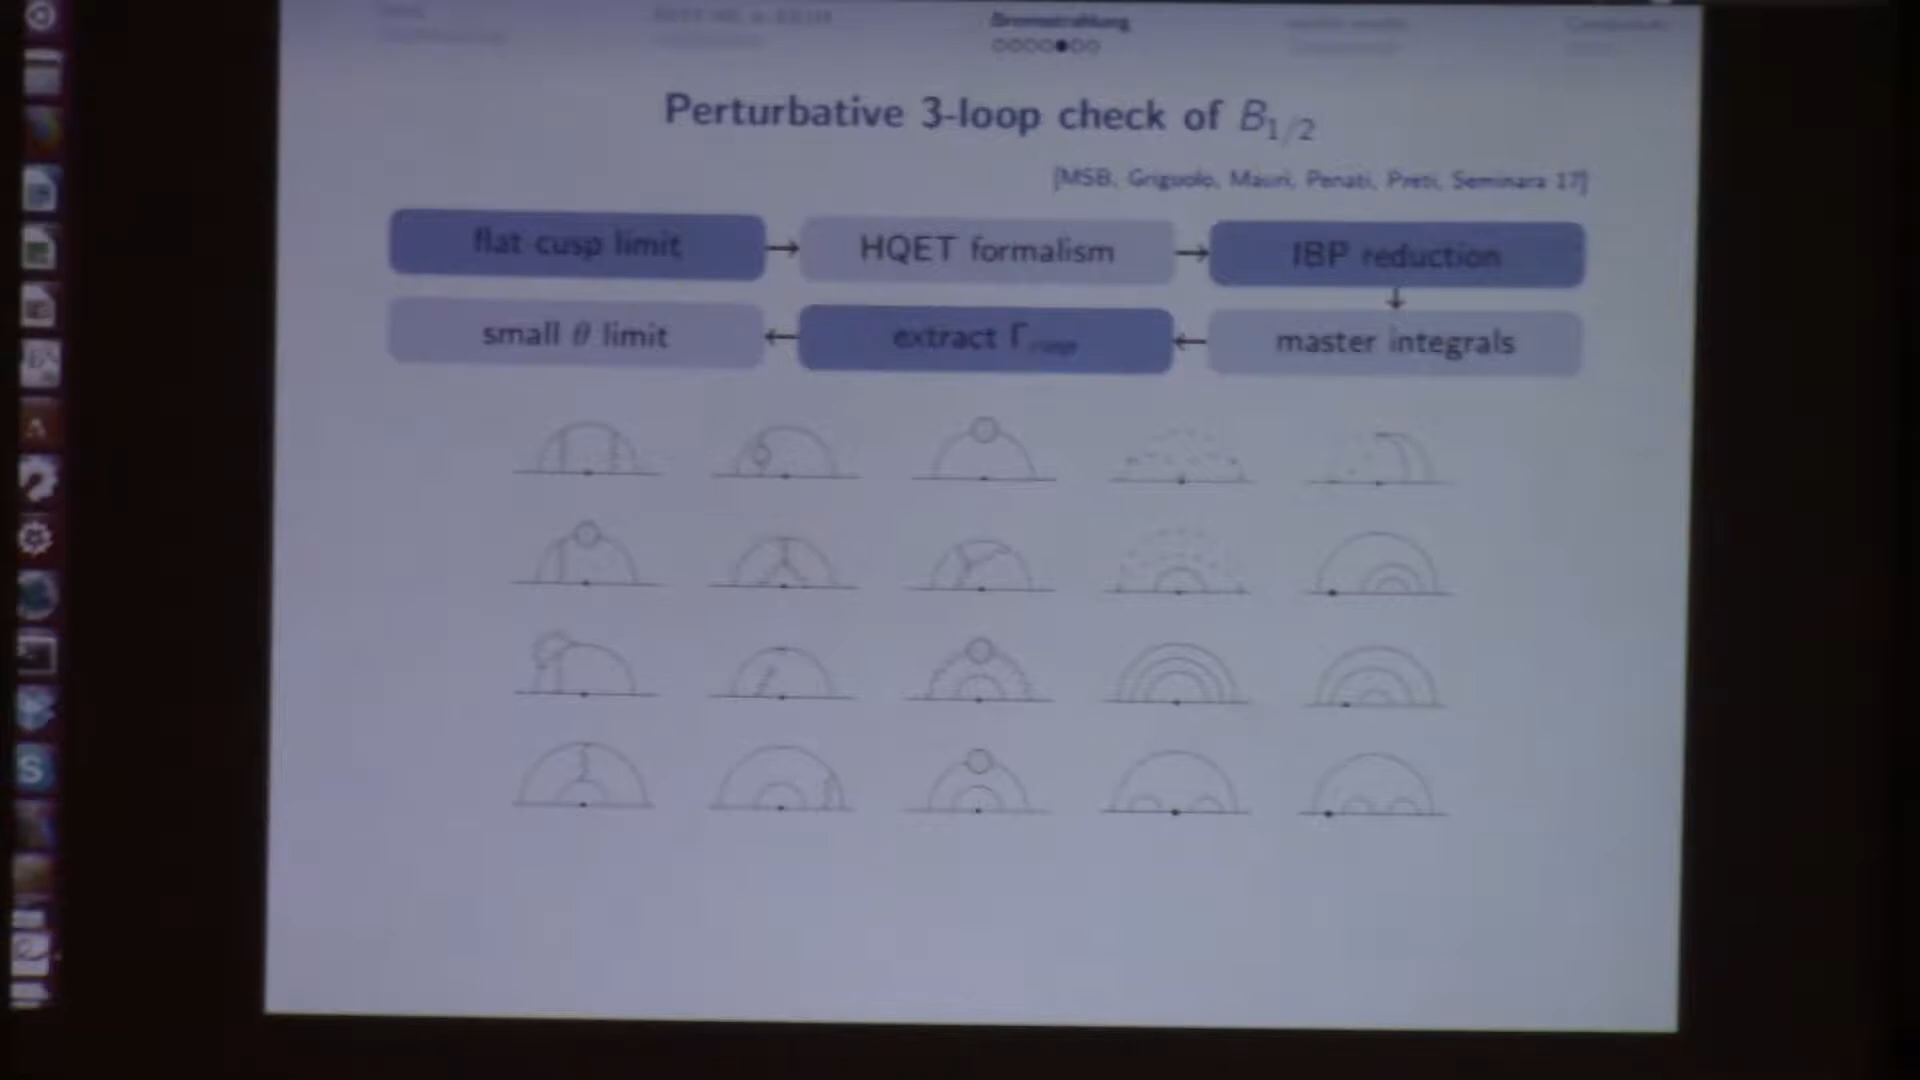 Bremsstrahlung
Perturbative 3-loop check of B1/2
[MSB, Griguolo, Mauri, Penati, Preti, Seminara 17]
flat cusp limit → HQET formalism → IBP reduction
small θ limit ← extract Γcusp ← master integrals